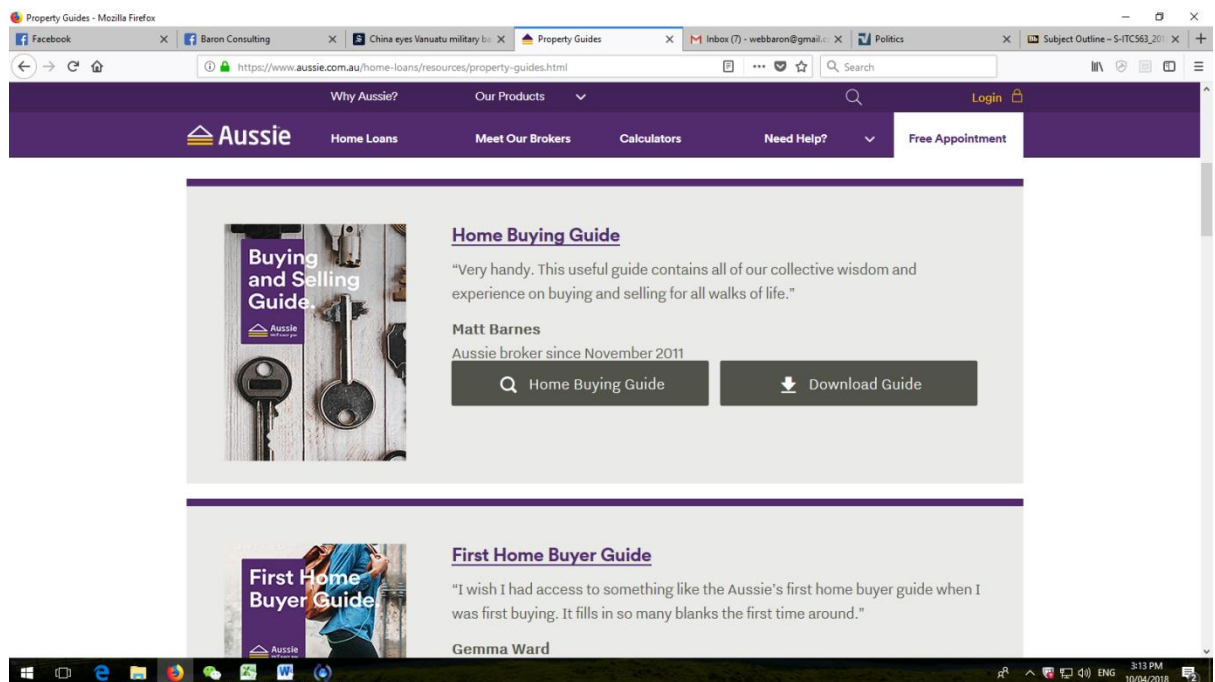 Property Guides - Mozilla Firefox
Facebook
Baron Consulting
China eyes Vanuatu military
Property Guides
Inbox (7) - webbaron@gmail.c
Politics
Subject Outline – S-ITC563_201
https://www.aussie.com.au/home-loans/resources/property-guides.html
Search
Why Aussie?
Our Products
Login
Aussie
Home Loans
Meet Our Brokers
Calculators
Need Help?
Free Appointment
Buying
and Selling
Guide.
Aussie
Home Buying Guide
“Very handy. This useful guide contains all of our collective wisdom and
experience on buying and selling for all walks of life.”
Matt Barnes
Aussie broker since November 2011
Home Buying Guide
Download Guide
First Home
Buyer Guide.
Aussie
First Home Buyer Guide
“I wish I had access to something like the Aussie’s first home buyer guide when I
was first buying. It fills in so many blanks the first time around.”
Gemma Ward
ENG
3:13 PM
10/04/2018